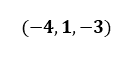 (−4, 1, −3)